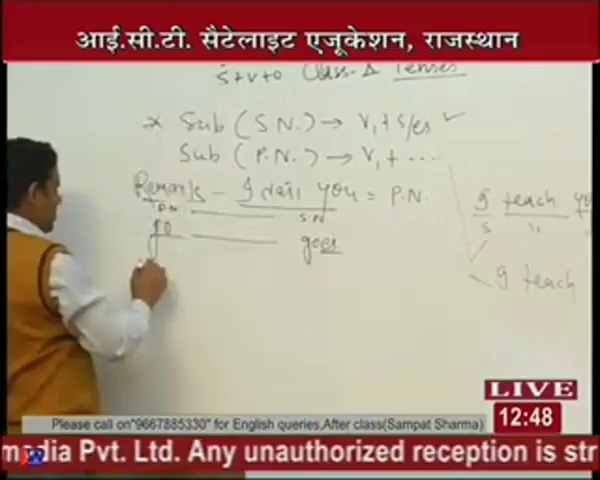 आई.सी.टी. सैटेलाइट एजूकेशन, राजस्थान
S+V+O Class-Δ Tenses
* Sub (S.N.) → V₁ + s/es ✓
Sub (P.N.) → V₁ + ....
Remark - I and You = P.N.
P.N. S.N
go goes
I teach
S
I teach
LIVE
12:48
Please call on"9667885330" for English queries,After class(Sampat Sharma)
media Pvt. Ltd. Any unauthorized reception is str